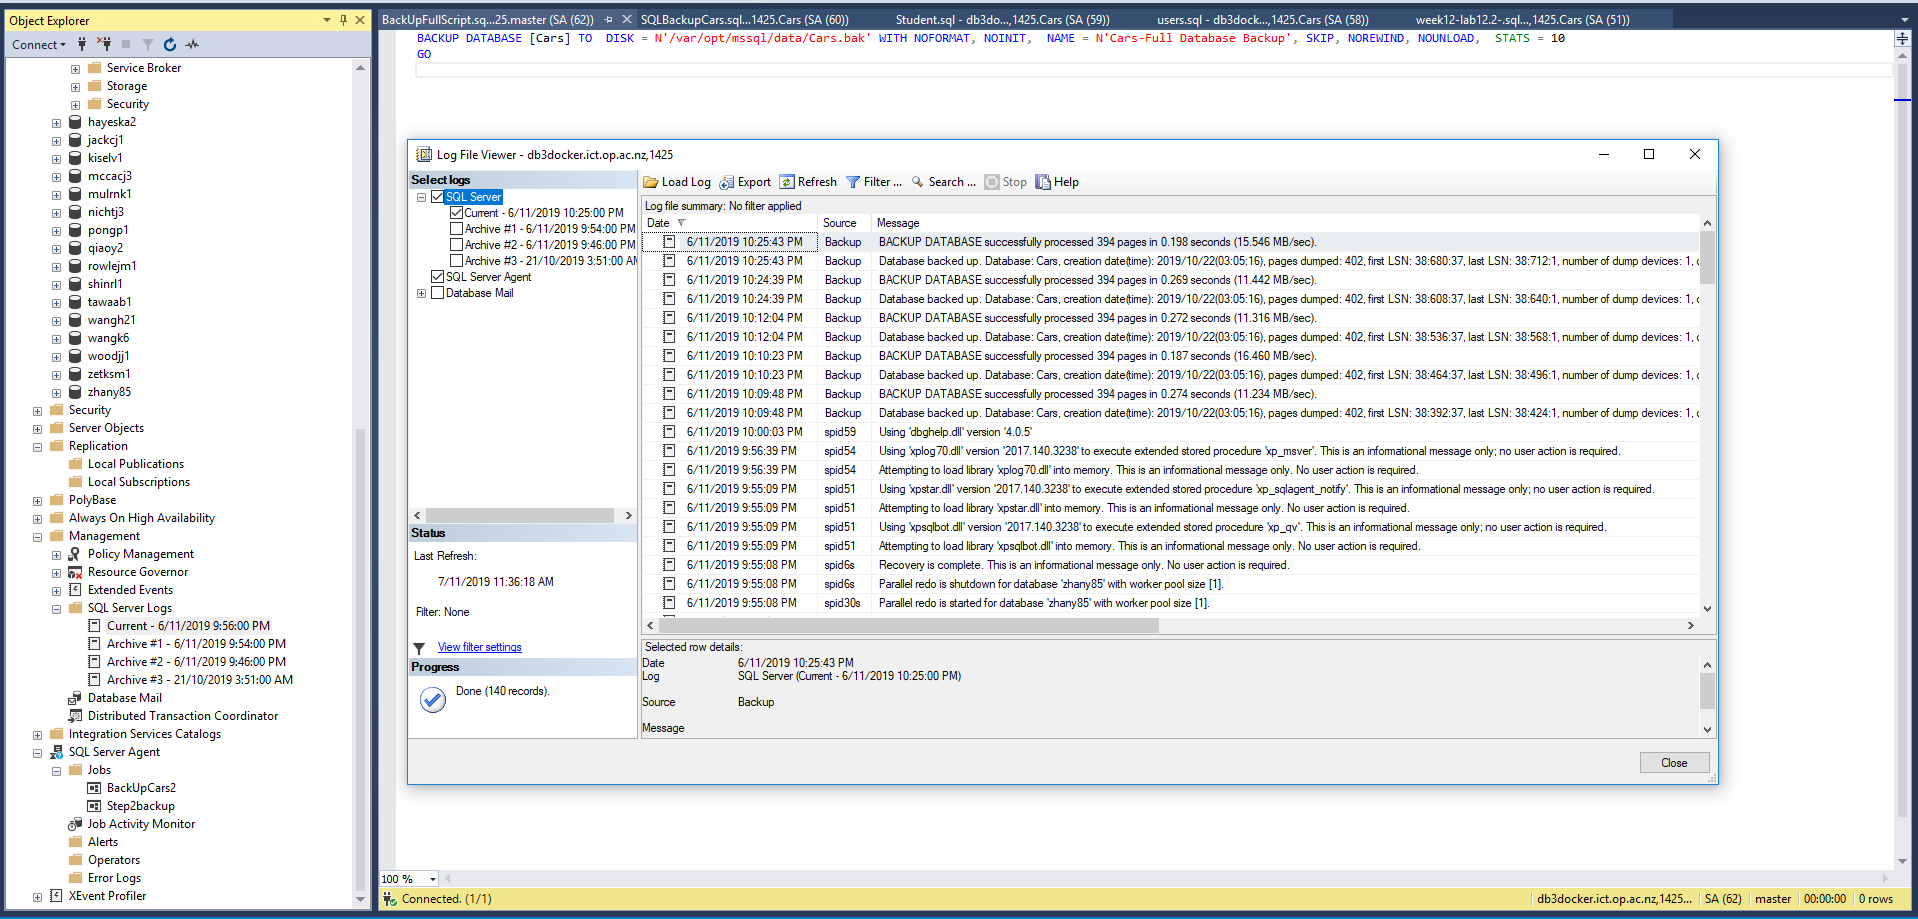 Object Explorer
Connect
Service Broker
Storage
Security
hayeska2
jackcj1
kiselv1
mccacj3
mulrnk1
nichtj3
pongp1
qiaoy2
rowlejm1
shinrl1
tawaab1
wangh21
wangk6
woodjj1
zetksm1
zhany85
Security
Server Objects
Replication
Local Publications
Local Subscriptions
PolyBase
Always On High Availability
Management
Policy Management
Resource Governor
Extended Events
SQL Server Logs
Current - 6/11/2019 9:56:00 PM
Archive #1 - 6/11/2019 9:54:00 PM
Archive #2 - 6/11/2019 9:46:00 PM
Archive #3 - 21/10/2019 3:51:00 AM
Database Mail
Distributed Transaction Coordinator
Integration Services Catalogs
SQL Server Agent
Jobs
BackUpCars2
Step2backup
Job Activity Monitor
Alerts
Operators
Error Logs
XEvent Profiler
BackUpFullScript.sq...25.master (SA (62)) SQLBackupCars.sql...1425.Cars (SA (60)) Student.sql - db3do...,1425.Cars (SA (59)) users.sql - db3dock...,1425.Cars (SA (58)) week12-lab12.2-.sql...,1425.Cars (SA (51))
BACKUP DATABASE [Cars] TO  DISK = N'/var/opt/mssql/data/Cars.bak' WITH NOFORMAT, NOINIT,  NAME = N'Cars-Full Database Backup', SKIP, NOREWIND, NOUNLOAD,  STATS = 10
GO
Log File Viewer - db3docker.ict.op.ac.nz,1425
Select logs
SQL Server
Current - 6/11/2019 10:25:00 PM
Archive #1 - 6/11/2019 9:54:00 PM
Archive #2 - 6/11/2019 9:46:00 PM
Archive #3 - 21/10/2019 3:51:00 AM
SQL Server Agent
Database Mail
Status
Last Refresh:
7/11/2019 11:36:18 AM
Filter: None
View filter settings
Progress
Done (140 records).
Load Log Export Refresh Filter ... Search ... Stop Help
Log file summary: No filter applied
Date Source Message
6/11/2019 10:25:43 PM Backup BACKUP DATABASE successfully processed 394 pages in 0.198 seconds (15.546 MB/sec).
6/11/2019 10:25:43 PM Backup Database backed up. Database: Cars, creation date(time): 2019/10/22(03:05:16), pages dumped: 402, first LSN: 38:680:37, last LSN: 38:712:1, number of dump devices: 1,
6/11/2019 10:24:39 PM Backup BACKUP DATABASE successfully processed 394 pages in 0.269 seconds (11.442 MB/sec).
6/11/2019 10:24:39 PM Backup Database backed up. Database: Cars, creation date(time): 2019/10/22(03:05:16), pages dumped: 402, first LSN: 38:608:37, last LSN: 38:640:1, number of dump devices: 1,
6/11/2019 10:12:04 PM Backup BACKUP DATABASE successfully processed 394 pages in 0.272 seconds (11.316 MB/sec).
6/11/2019 10:12:04 PM Backup Database backed up. Database: Cars, creation date(time): 2019/10/22(03:05:16), pages dumped: 402, first LSN: 38:536:37, last LSN: 38:568:1, number of dump devices: 1,
6/11/2019 10:10:23 PM Backup BACKUP DATABASE successfully processed 394 pages in 0.187 seconds (16.460 MB/sec).
6/11/2019 10:10:23 PM Backup Database backed up. Database: Cars, creation date(time): 2019/10/22(03:05:16), pages dumped: 402, first LSN: 38:464:37, last LSN: 38:496:1, number of dump devices: 1,
6/11/2019 10:09:48 PM Backup BACKUP DATABASE successfully processed 394 pages in 0.274 seconds (11.234 MB/sec).
6/11/2019 10:09:48 PM Backup Database backed up. Database: Cars, creation date(time): 2019/10/22(03:05:16), pages dumped: 402, first LSN: 38:392:37, last LSN: 38:424:1, number of dump devices: 1,
6/11/2019 10:00:03 PM spid59 Using 'dbghelp.dll' version '4.0.5'
6/11/2019 9:56:39 PM spid54 Using 'xplog70.dll' version '2017.140.3238' to execute extended stored procedure 'xp_msver'. This is an informational message only; no user action is required.
6/11/2019 9:56:39 PM spid54 Attempting to load library 'xplog70.dll' into memory. This is an informational message only. No user action is required.
6/11/2019 9:55:09 PM spid51 Using 'xpstar.dll' version '2017.140.3238' to execute extended stored procedure 'xp_sqlagent_notify'. This is an informational message only; no user action is required.
6/11/2019 9:55:09 PM spid51 Attempting to load library 'xpstar.dll' into memory. This is an informational message only. No user action is required.
6/11/2019 9:55:09 PM spid51 Using 'xpsqlbot.dll' version '2017.140.3238' to execute extended stored procedure 'xp_qv'. This is an informational message only; no user action is required.
6/11/2019 9:55:09 PM spid51 Attempting to load library 'xpsqlbot.dll' into memory. This is an informational message only. No user action is required.
6/11/2019 9:55:08 PM spid6s Recovery is complete. This is an informational message only. No user action is required.
6/11/2019 9:55:08 PM spid6s Parallel redo is shutdown for database 'zhany85' with worker pool size [1].
6/11/2019 9:55:08 PM spid30s Parallel redo is started for database 'zhany85' with worker pool size [1].
Selected row details:
Date 6/11/2019 10:25:43 PM
Log SQL Server (Current - 6/11/2019 10:25:00 PM)
Source Backup
Message
Close
100 %
Connected. (1/1) db3docker.ict.op.ac.nz,1425... SA (62) master 00:00:00 0 rows